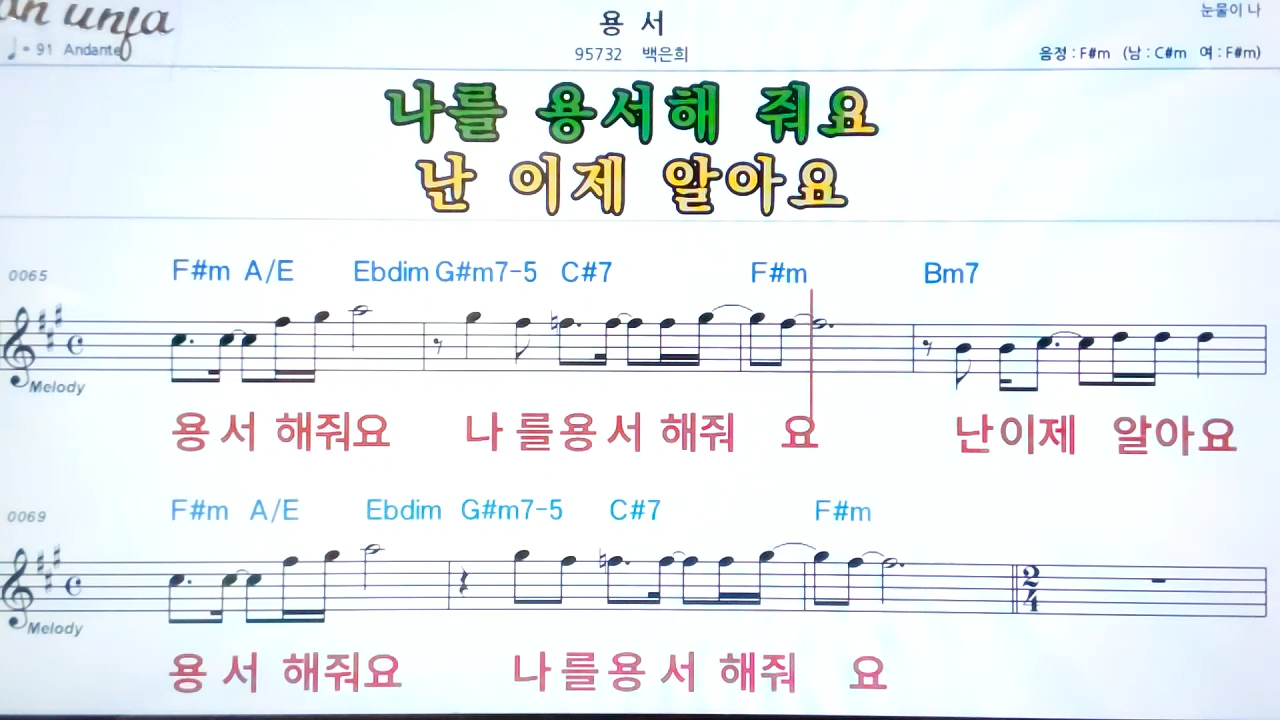 눈물이 나
용 서
♩= 91 Andante
95732 백은희
음정 : F#m (남 : C#m 여 : F#m)
나를 용서해 줘요
난 이제 알아요
0065 F#m A/E Ebdim G#m7-5 C#7 F#m Bm7
Melody
용 서 해줘요 나 를용 서 해줘 요 난이제 알아요
0069 F#m A/E Ebdim G#m7-5 C#7 F#m
2/4
Melody
용 서 해줘요 나 를용 서 해줘 요